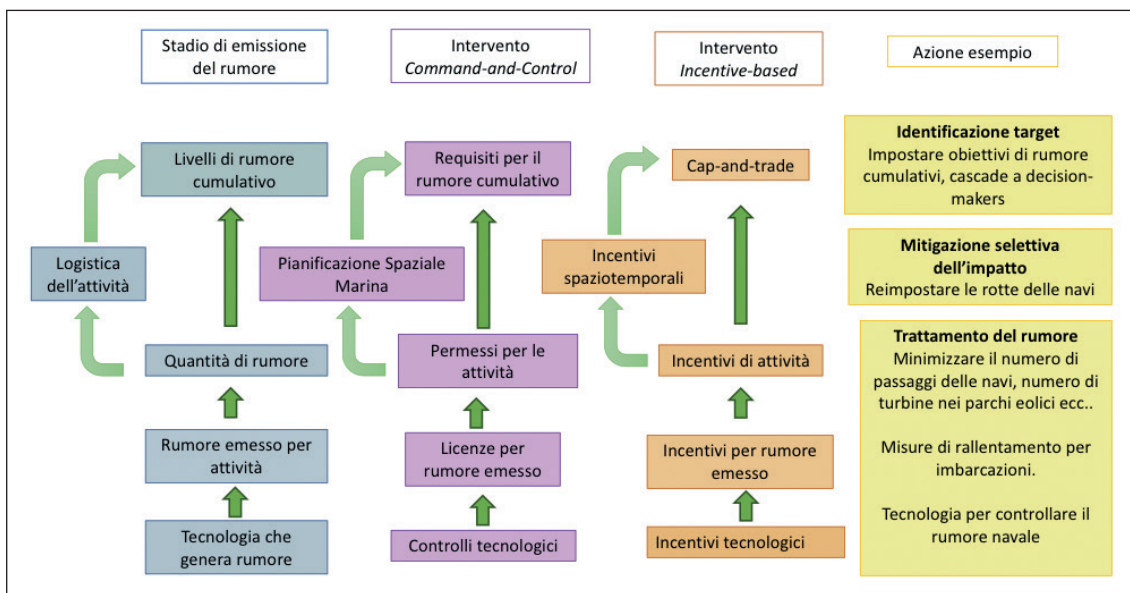 Stadio di emissione
del rumore
Intervento
Command-and-Control
Intervento
Incentive-based
Azione esempio
Livelli di rumore
cumulativo
Requisiti per il
rumore cumulativo
Cap-and-trade
Identificazione target
Impostare obiettivi di rumore
cumulativi, cascade a decision-
makers
Logistica
dell'attività
Pianificazione Spaziale
Marina
Incentivi
spaziotemporali
Mitigazione selettiva
dell'impatto
Reimpostare le rotte delle navi
Quantità di rumore
Permessi per le
attività
Incentivi di attività
Trattamento del rumore
Minimizzare il numero di
passaggi delle navi, numero di
turbine nei parchi eolici ecc..
Rumore emesso per
attività
Licenze per
rumore emesso
Incentivi per rumore
emesso
Misure di rallentamento per
imbarcazioni.
Tecnologia che
genera rumore
Controlli tecnologici
Incentivi tecnologici
Tecnologia per controllare il
rumore navale